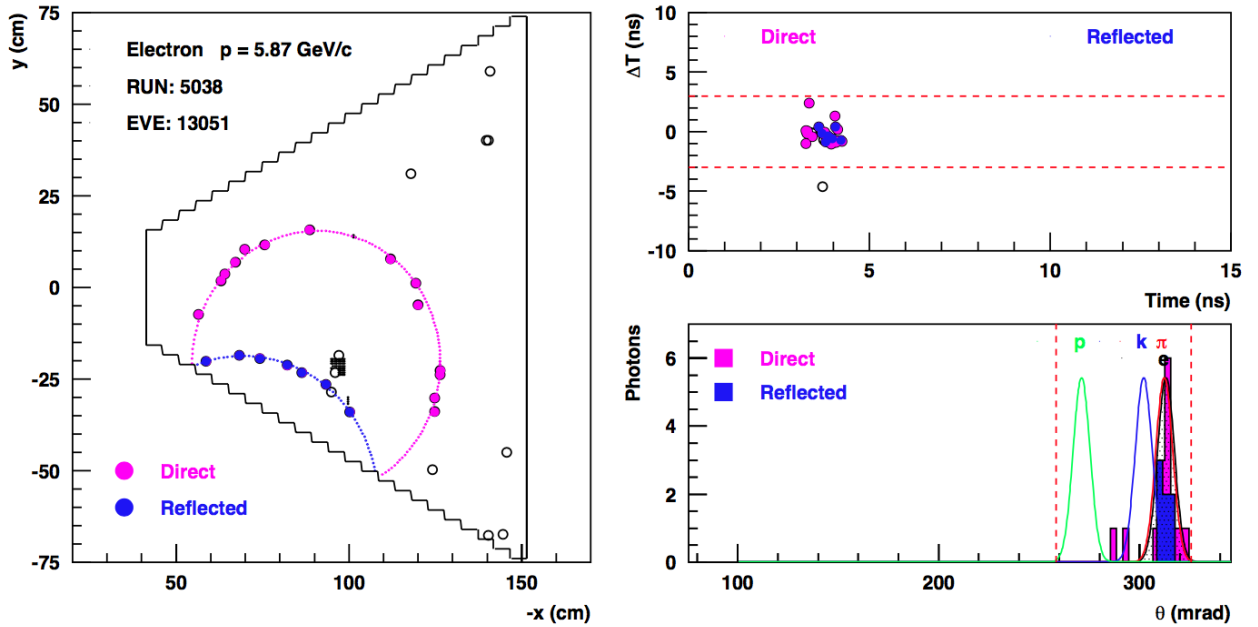 y (cm)
75
50
25
0
-25
-50
-75
Electron p = 5.87 GeV/c
RUN: 5038
EVE: 13051
Direct
Reflected
50
100
150
-x (cm)
ΔT (ns)
10
5
0
-5
-10
Direct
Reflected
0
5
10
15
Time (ns)
Photons
6
4
2
0
Direct
Reflected
p
k
π
e
100
200
300
θ (mrad)